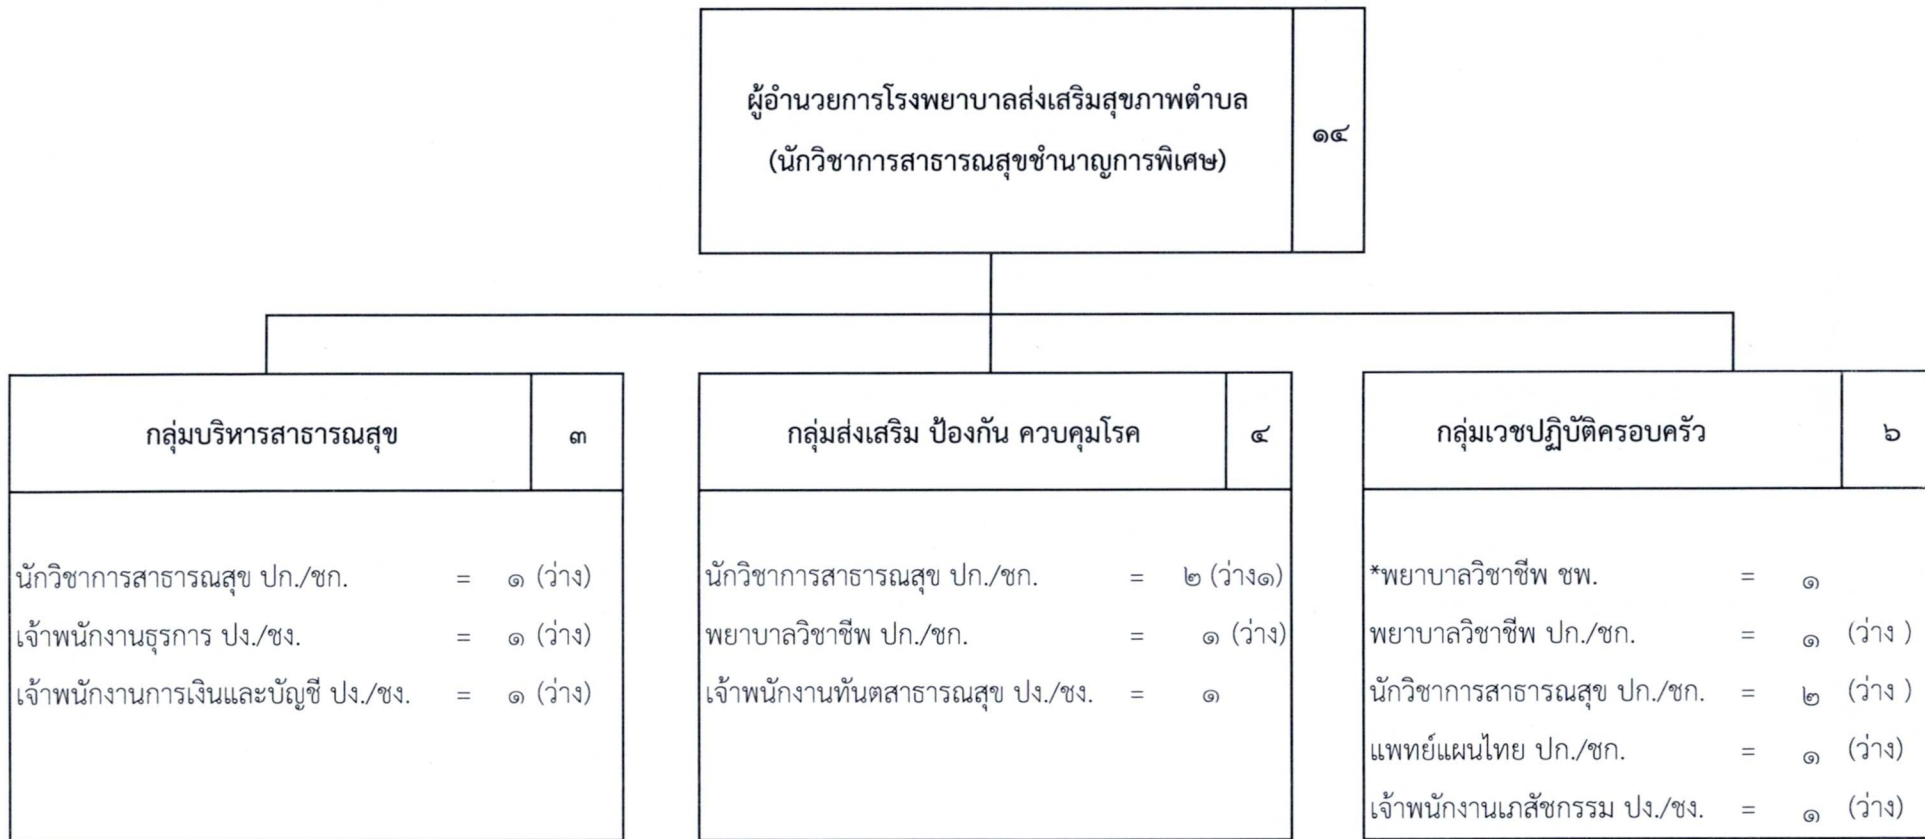 ผู้อำนวยการโรงพยาบาลส่งเสริมสุขภาพตำบล
(นักวิชาการสาธารณสุขชำนาญการพิเศษ)
๑๔
กลุ่มบริหารสาธารณสุข ๓
นักวิชาการสาธารณสุข ปก./ชก. = ๑ (ว่าง)
เจ้าพนักงานธุรการ ปง./ชง. = ๑ (ว่าง)
เจ้าพนักงานการเงินและบัญชี ปง./ชง. = ๑ (ว่าง)
กลุ่มส่งเสริม ป้องกัน ควบคุมโรค ๔
นักวิชาการสาธารณสุข ปก./ชก. = ๒ (ว่าง๑)
พยาบาลวิชาชีพ ปก./ชก. = ๑ (ว่าง)
เจ้าพนักงานทันตสาธารณสุข ปง./ชง. = ๑
กลุ่มเวชปฏิบัติครอบครัว ๖
*พยาบาลวิชาชีพ ชพ. = ๑
พยาบาลวิชาชีพ ปก./ชก. = ๑ (ว่าง )
นักวิชาการสาธารณสุข ปก./ชก. = ๒ (ว่าง )
แพทย์แผนไทย ปก./ชก. = ๑ (ว่าง)
เจ้าพนักงานเภสัชกรรม ปง./ชง. = ๑ (ว่าง)